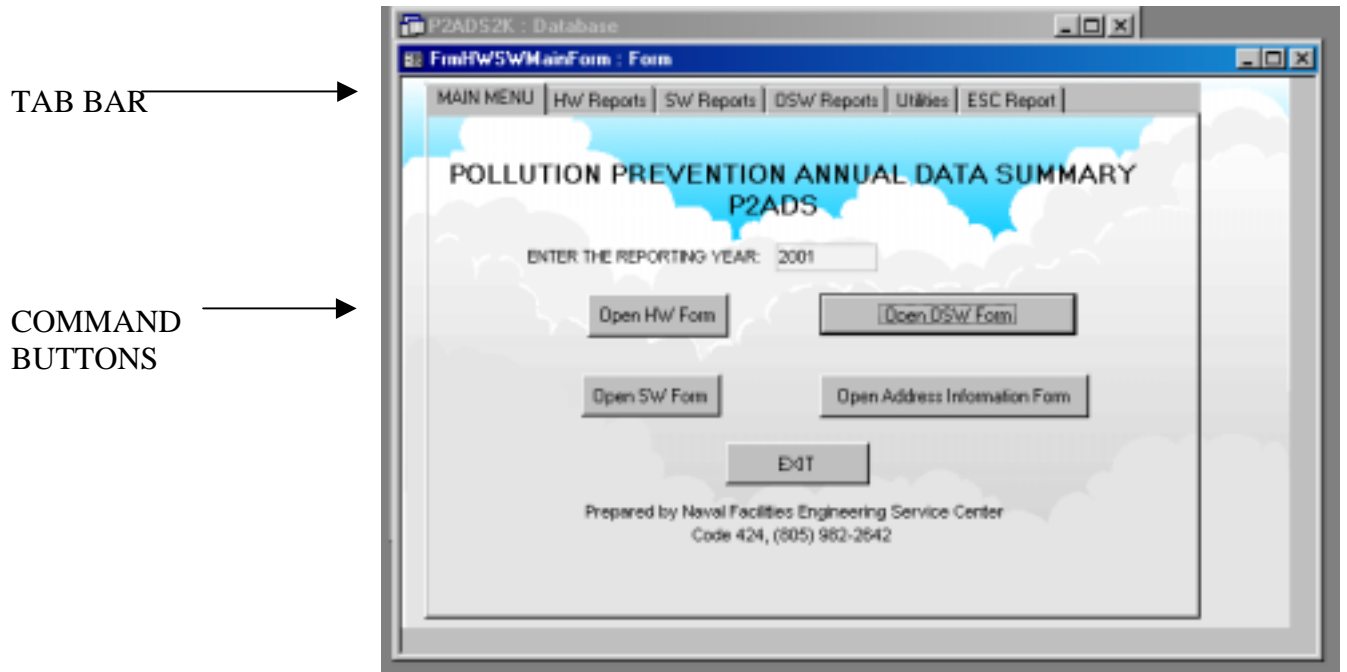 P2ADS2K : Database
FrmHWSWMainForm : Form
TAB BAR
MAIN MENU HW Reports SW Reports OSW Reports Utilities ESC Report
POLLUTION PREVENTION ANNUAL DATA SUMMARY
P2ADS
ENTER THE REPORTING YEAR: 2001
COMMAND
BUTTONS
Open HW Form Open OSW Form
Open SW Form Open Address Information Form
EXIT
Prepared by Naval Facilities Engineering Service Center
Code 424, (805) 982-2642